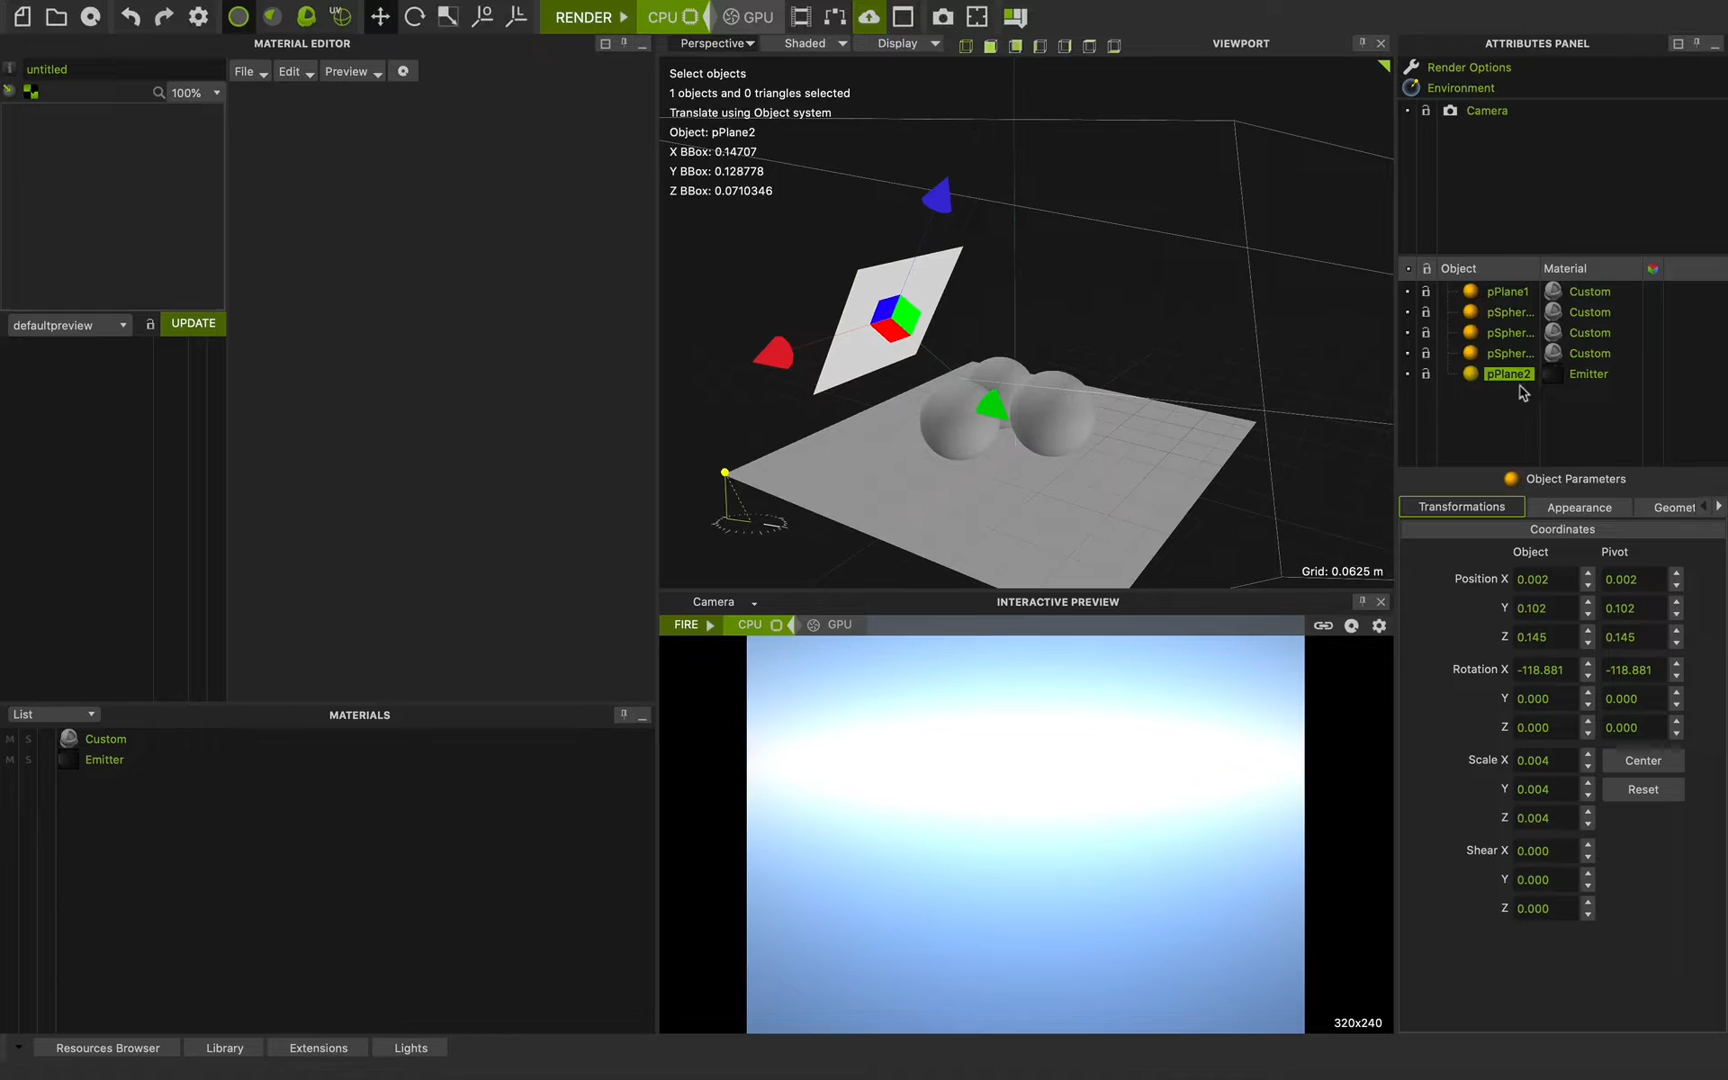 RENDER CPU GPU
MATERIAL EDITOR
untitled File Edit Preview
100%
defaultpreview UPDATE
List MATERIALS
M S Custom
M S Emitter
Perspective Shaded Display VIEWPORT
Select objects
1 objects and 0 triangles selected
Translate using Object system
Object: pPlane2
X BBox: 0.14707
Y BBox: 0.128778
Z BBox: 0.0710346
Grid: 0.0625 m
Camera INTERACTIVE PREVIEW
FIRE CPU GPU
320x240
ATTRIBUTES PANEL
Render Options
Environment
Camera
Object Material
pPlane1 Custom
pSpher... Custom
pSpher... Custom
pSpher... Custom
pPlane2 Emitter
Object Parameters
Transformations Appearance Geomet
Coordinates
Object Pivot
Position X 0.002 0.002
Y 0.102 0.102
Z 0.145 0.145
Rotation X -118.881 -118.881
Y 0.000 0.000
Z 0.000 0.000
Scale X 0.004 Center
Y 0.004 Reset
Z 0.004
Shear X 0.000
Y 0.000
Z 0.000
Resources Browser Library Extensions Lights